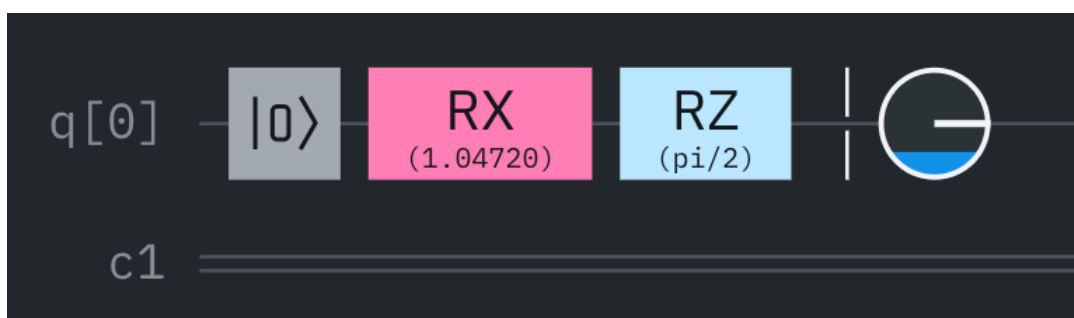 q[0] |0⟩ RX RZ
(1.04720) (pi/2)
c1